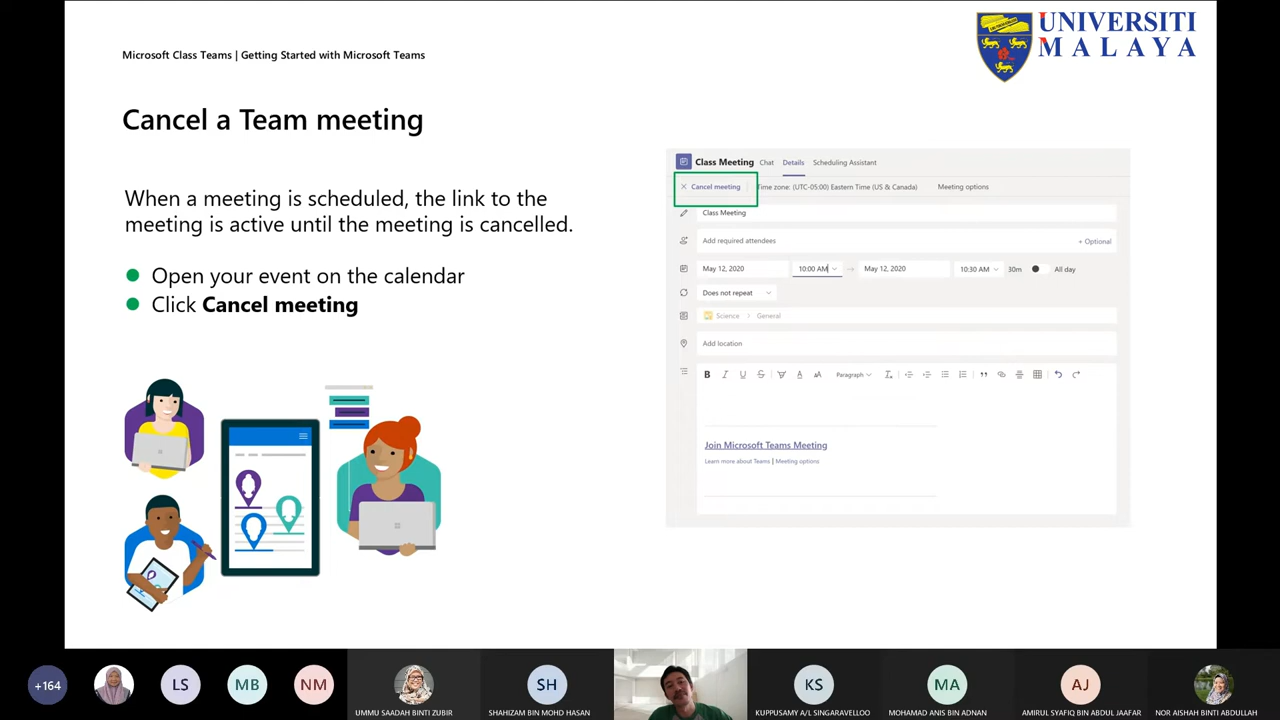 UNIVERSITI
MALAYA
Microsoft Class Teams | Getting Started with Microsoft Teams
Cancel a Team meeting
When a meeting is scheduled, the link to the
meeting is active until the meeting is cancelled.
Open your event on the calendar
Click Cancel meeting
Class Meeting Chat Details Scheduling Assistant
Cancel meeting Time zone: (UTC-05:00) Eastern Time (US & Canada) Meeting options
Class Meeting
Add required attendees + Optional
May 12, 2020 10:00 AM May 12, 2020 10:30 AM 30m All day
Does not repeat
Science General
Add location
B I U S A AA Paragraph
Join Microsoft Teams Meeting
Learn more about Teams | Meeting options
+164 LS MB NM SH KS MA AJ
UMMU SAADAH BINTI ZUBIR SHAHIZAM BIN MOHD HASAN KUPPUSAMY A/L SINGARAVELLOO MOHAMAD ANIS BIN ADNAN AMIRUL SYAFIQ BIN ABDUL JAAFAR NOR AISHAH BINTI ABDULLAH